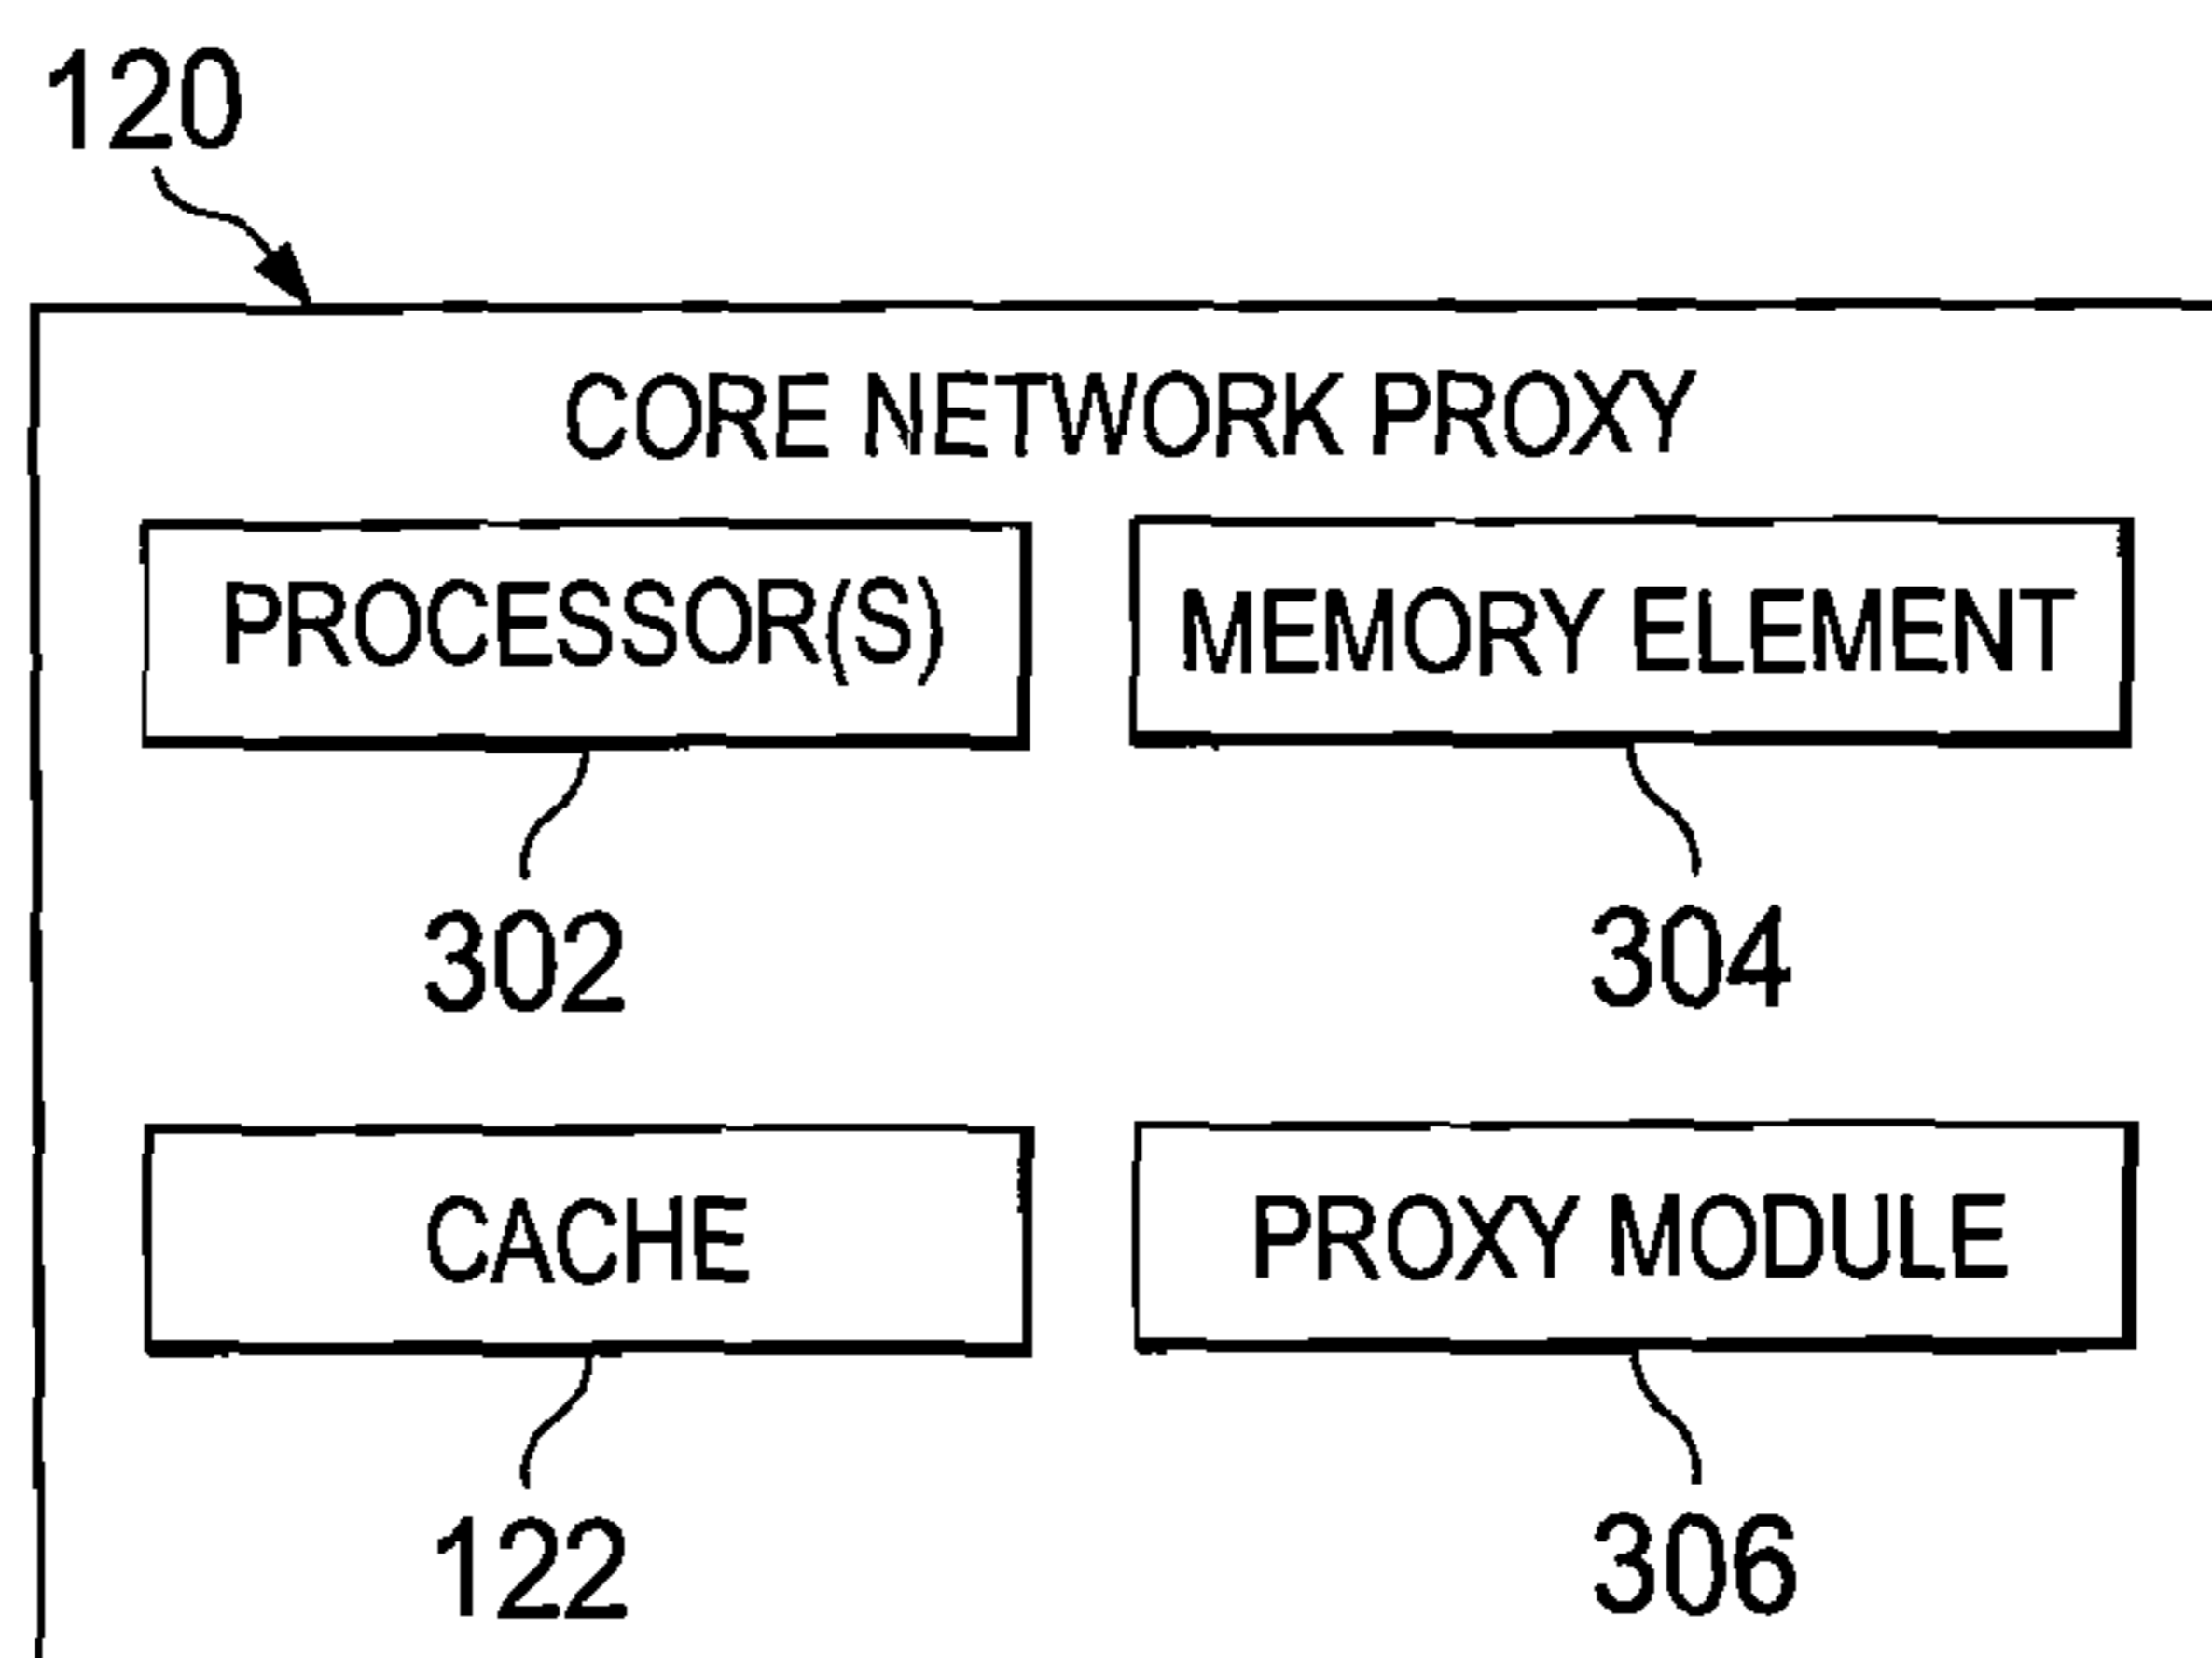 120
CORE NETWORK PROXY
PROCESSOR(S)
MEMORY ELEMENT
302
304
CACHE
PROXY MODULE
122
306